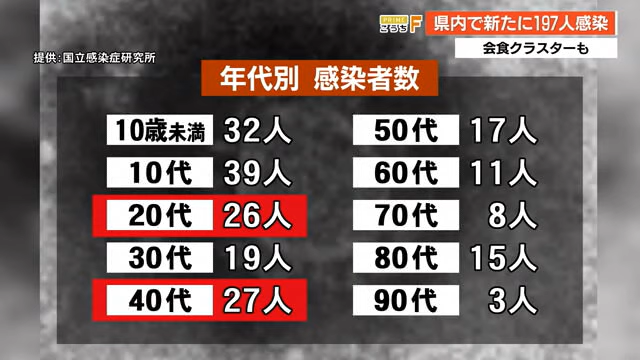 PRIME
こうち
F
県内で新たに197人感染
会食クラスターも
提供:国立感染症研究所
年代別 感染者数
10歳未満 32人
10代 39人
20代 26人
30代 19人
40代 27人
50代 17人
60代 11人
70代 8人
80代 15人
90代 3人